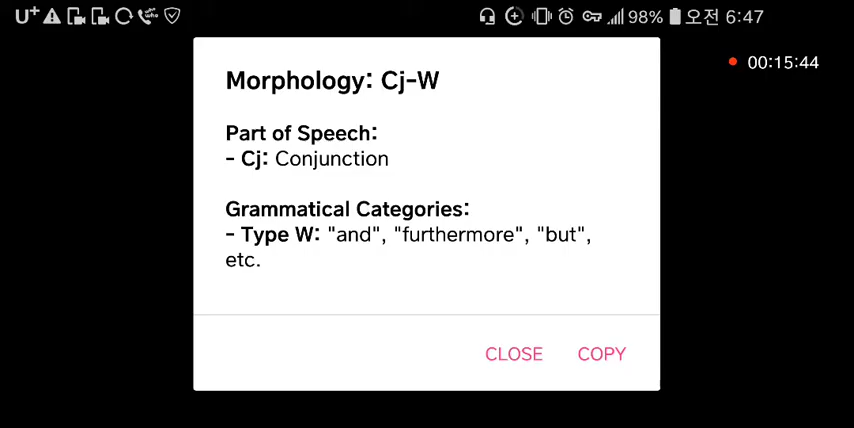 U+ 98% 오전 6:47
00:15:44
Morphology: Cj-W
Part of Speech:
- Cj: Conjunction
Grammatical Categories:
- Type W: "and", "furthermore", "but",
etc.
CLOSE COPY